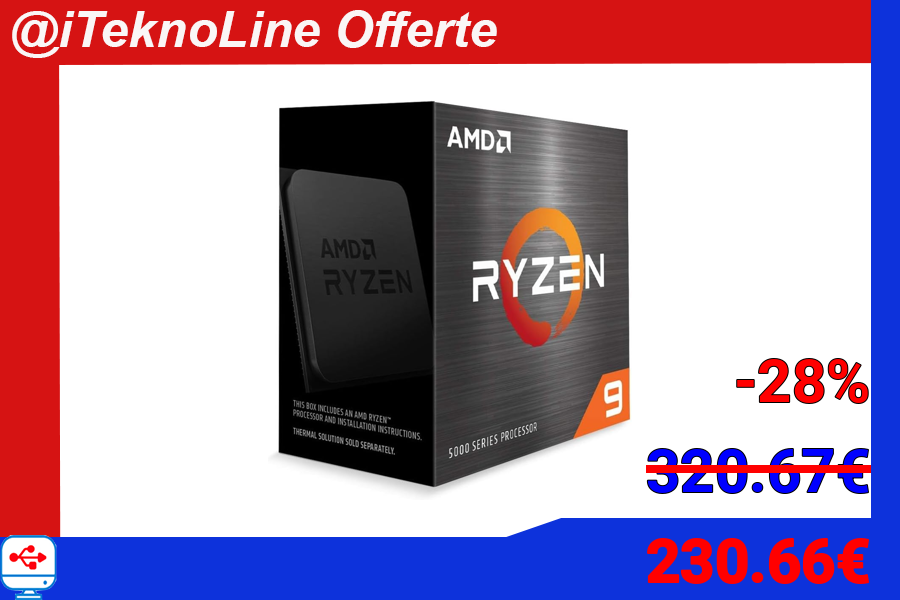 @iTeknoLine Offerte
AMD
RYZEN
9
5000 SERIES PROCESSOR
AMD
RYZEN
THIS BOX INCLUDES AN AMD RYZEN™
PROCESSOR AND INSTALLATION INSTRUCTIONS.
THERMAL SOLUTION SOLD SEPARATELY.
-28%
320.67€
230.66€